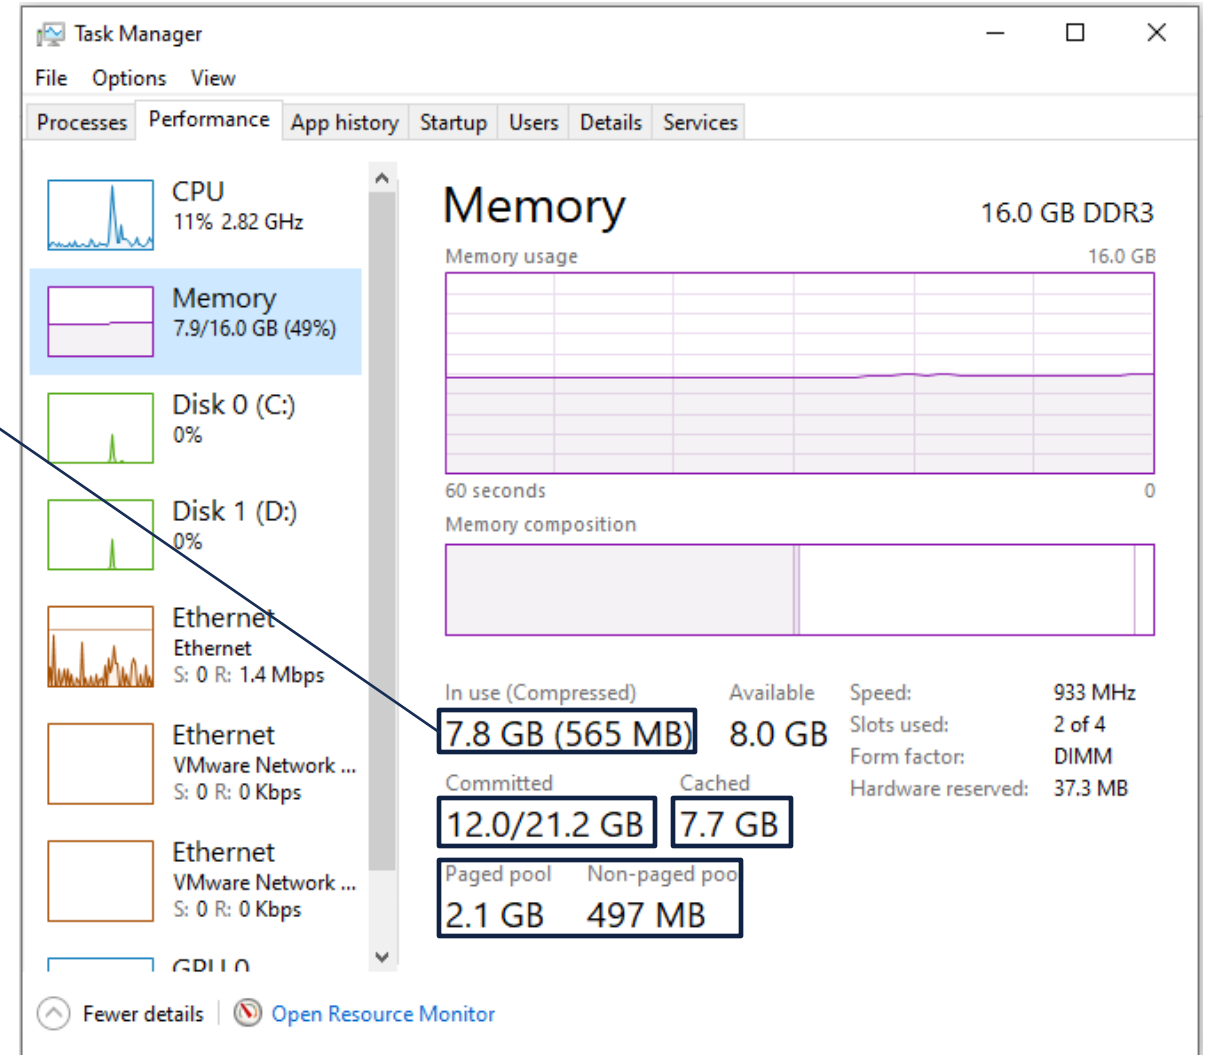 Task Manager
File Options View
Processes Performance App history Startup Users Details Services
CPU
11% 2.82 GHz
Memory
7.9/16.0 GB (49%)
Disk 0 (C:)
0%
Disk 1 (D:)
0%
Ethernet
Ethernet
S: 0 R: 1.4 Mbps
Ethernet
VMware Network ...
S: 0 R: 0 Kbps
Ethernet
VMware Network ...
S: 0 R: 0 Kbps
GPU 0
Memory 16.0 GB DDR3
Memory usage 16.0 GB
60 seconds 0
Memory composition
In use (Compressed) Available
7.8 GB (565 MB) 8.0 GB
Committed Cached
12.0/21.2 GB 7.7 GB
Paged pool Non-paged poo
2.1 GB 497 MB
Speed: 933 MHz
Slots used: 2 of 4
Form factor: DIMM
Hardware reserved: 37.3 MB
Fewer details Open Resource Monitor